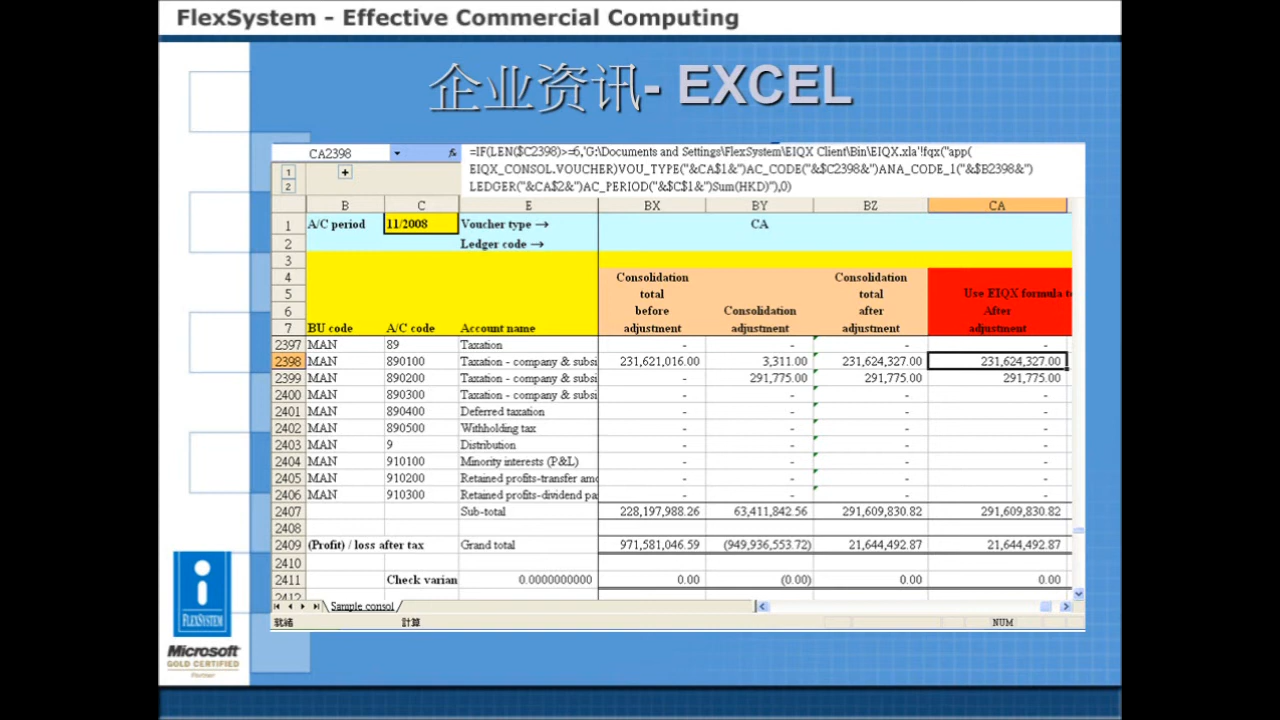 FlexSystem - Effective Commercial Computing
企业资讯- EXCEL
CA2398 fx =IF(LEN($C2398)>=6,'G:\Documents and Settings\FlexSystem\EIQX Client\Bin\EIQX.xla'!fqx("app(
EIQX_CONSOL.VOUCHER)VOU_TYPE("&CA$1&")AC_CODE("&$C2398&")ANA_CODE_1("&$B2398&")
LEDGER("&CA$2&")AC_PERIOD("&$C$1&")Sum(HKD)"),0)
1
2
B C E BX BY BZ CA
1 A/C period 11/2008 Voucher type → CA
2 Ledger code →
3
4 Consolidation Consolidation
5 total total Use EIQX formula
6 before Consolidation after After
7 BU code A/C code Account name adjustment adjustment adjustment adjustment
2397 MAN 89 Taxation - - - -
2398 MAN 890100 Taxation - company & subsi 231,621,016.00 3,311.00 231,624,327.00 231,624,327.00
2399 MAN 890200 Taxation - company & subsi - 291,775.00 291,775.00 291,775.00
2400 MAN 890300 Taxation - company & subsi - - - -
2401 MAN 890400 Deferred taxation - - - -
2402 MAN 890500 Withholding tax - - - -
2403 MAN 9 Distribution - - - -
2404 MAN 910100 Minority interests (P&L) - - - -
2405 MAN 910200 Retained profits-transfer amo - - - -
2406 MAN 910300 Retained profits-dividend pa - - - -
2407 Sub-total 228,197,988.26 63,411,842.56 291,609,830.82 291,609,830.82
2408
2409 (Profit) / loss after tax Grand total 971,581,046.59 (949,936,553.72) 21,644,492.87 21,644,492.87
2410
2411 Check varian 0.0000000000 0.00 (0.00) 0.00 0.00
2412
Sample consol
就緒 計算 NUM
FLEXSYSTEM
Microsoft
GOLD CERTIFIED
Partner